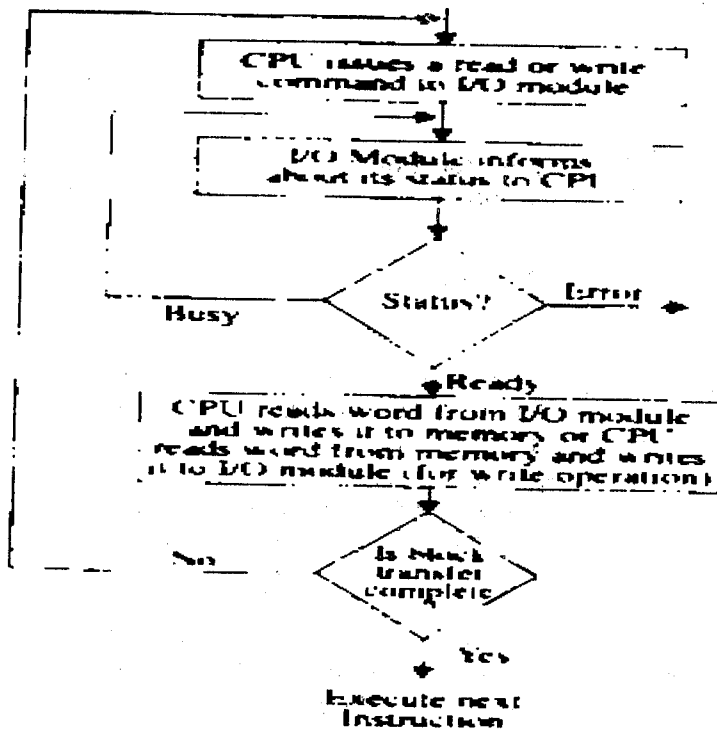 CPU issues a read or write
command to I/O module
I/O Module informs
about its status to CPU
Status?
Error
Busy
Ready
CPU reads word from I/O module
and writes it to memory or CPU
reads word from memory and writes
it to I/O module (for write operation)
No
Is block
transfer
complete
Yes
Execute next
Instruction